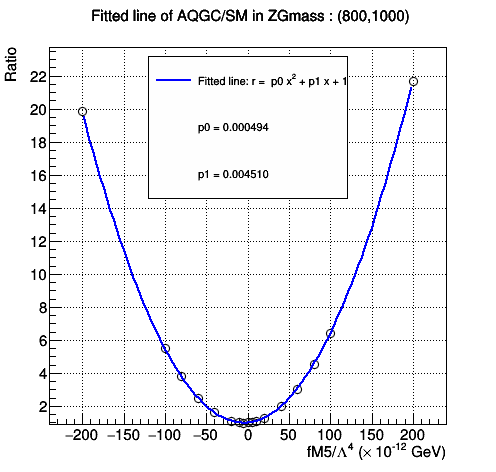 Fitted line of AQGC/SM in ZGmass : (800,1000)
Ratio
Fitted line: r = p0 x² + p1 x + 1
p0 = 0.000494
p1 = 0.004510
22
20
18
16
14
12
10
8
6
4
2
−200 −150 −100 −50 0 50 100 150 200
fM5/Λ⁴ (× 10⁻¹² GeV)